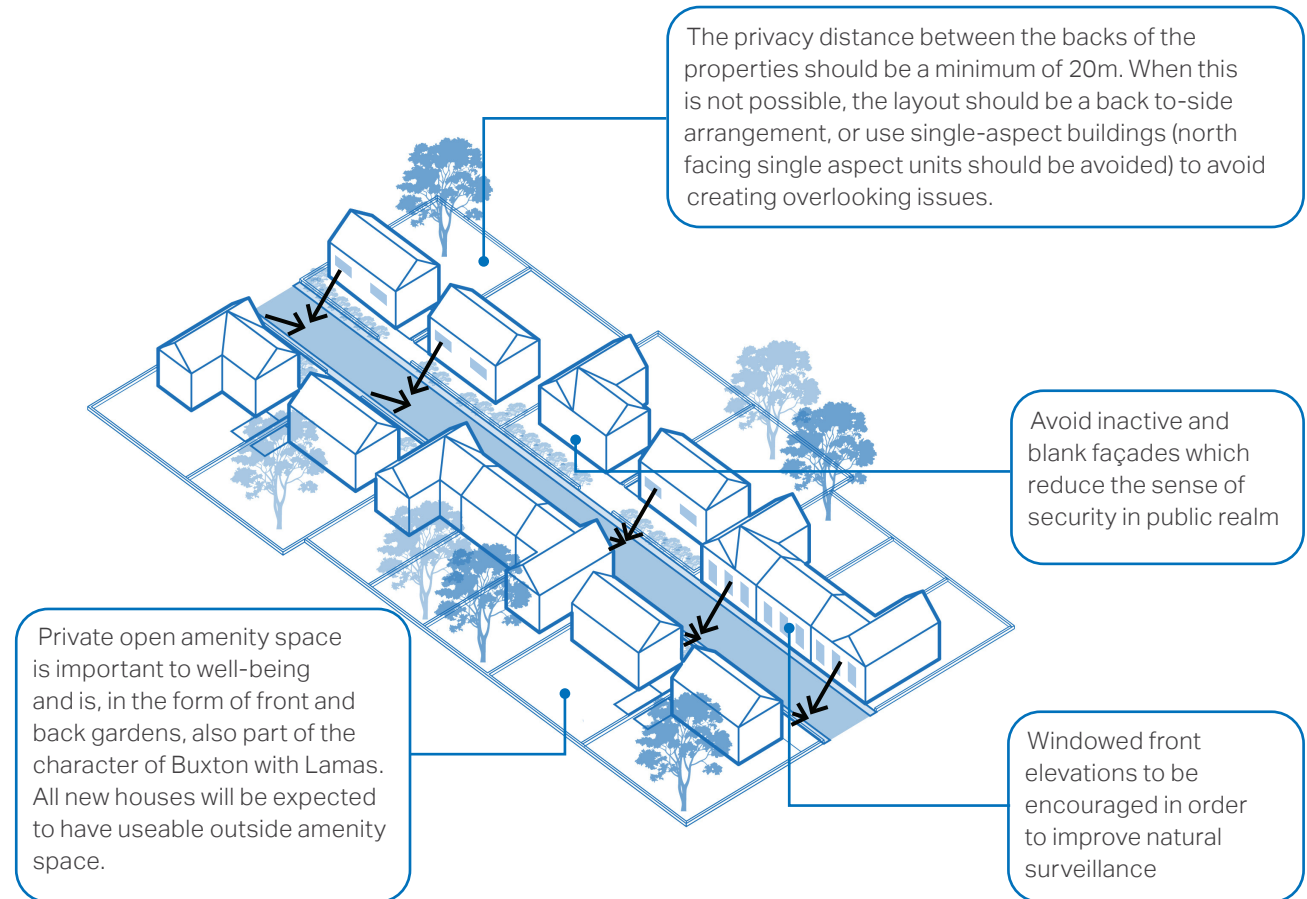 The privacy distance between the backs of the
properties should be a minimum of 20m. When this
is not possible, the layout should be a back to-side
arrangement, or use single-aspect buildings (north
facing single aspect units should be avoided) to avoid
creating overlooking issues.
Avoid inactive and
blank façades which
reduce the sense of
security in public realm
Private open amenity space
is important to well-being
and is, in the form of front and
back gardens, also part of the
character of Buxton with Lamas.
All new houses will be expected
to have useable outside amenity
space.
Windowed front
elevations to be
encouraged in order
to improve natural
surveillance